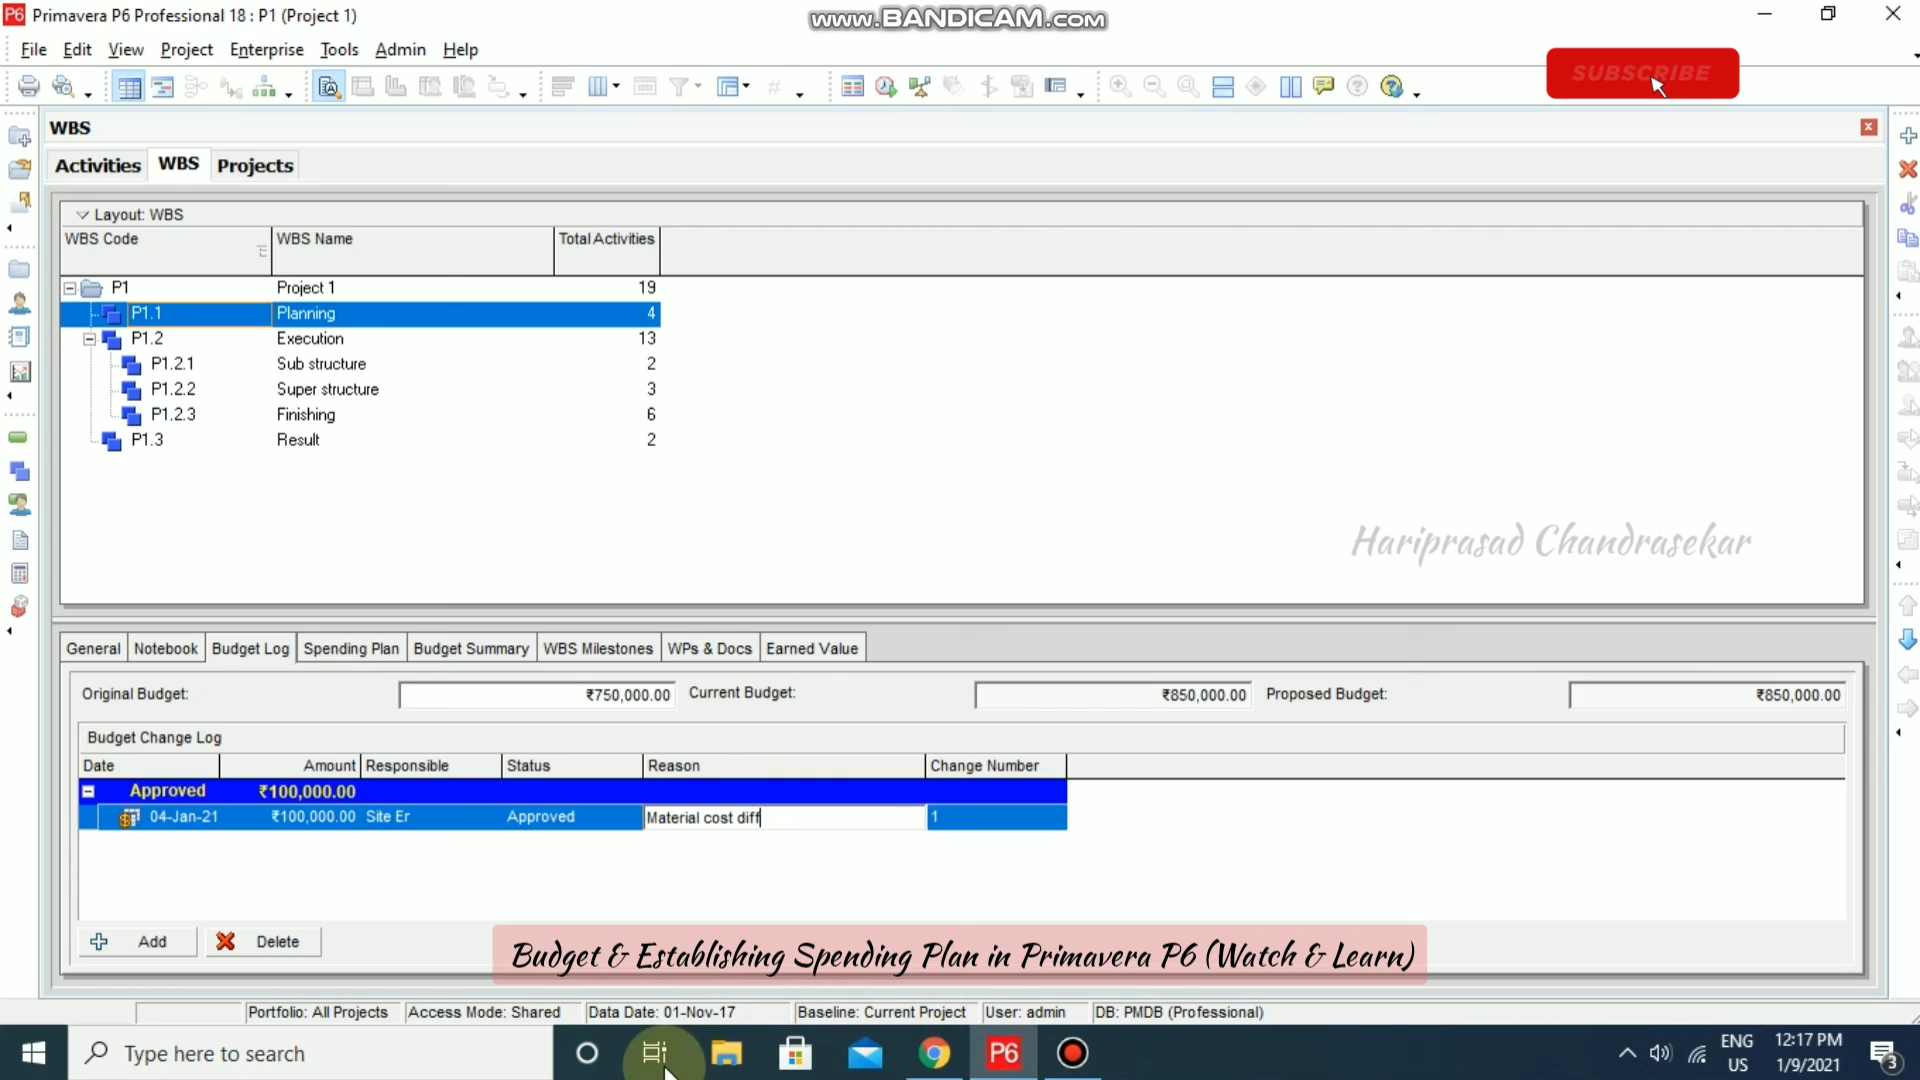 Primavera P6 Professional 18 : P1 (Project 1)
www.BANDICAM.com
File Edit View Project Enterprise Tools Admin Help
SUBSCRIBE
WBS
Activities WBS Projects
Layout: WBS
WBS Code WBS Name Total Activities
P1 Project 1 19
P1.1 Planning 4
P1.2 Execution 13
P1.2.1 Sub structure 2
P1.2.2 Super structure 3
P1.2.3 Finishing 6
P1.3 Result 2
Hariprasad Chandrasekar
General Notebook Budget Log Spending Plan Budget Summary WBS Milestones WPs & Docs Earned Value
Original Budget: ₹750,000.00 Current Budget: ₹850,000.00 Proposed Budget: ₹850,000.00
Budget Change Log
Date Amount Responsible Status Reason Change Number
Approved ₹100,000.00
04-Jan-21 ₹100,000.00 Site Er Approved Material cost diff 1
Add Delete
Budget & Establishing Spending Plan in Primavera P6 (Watch & Learn)
Portfolio: All Projects Access Mode: Shared Data Date: 01-Nov-17 Baseline: Current Project User: admin DB: PMDB (Professional)
Type here to search
P6
ENG
US
12:17 PM
1/9/2021
3